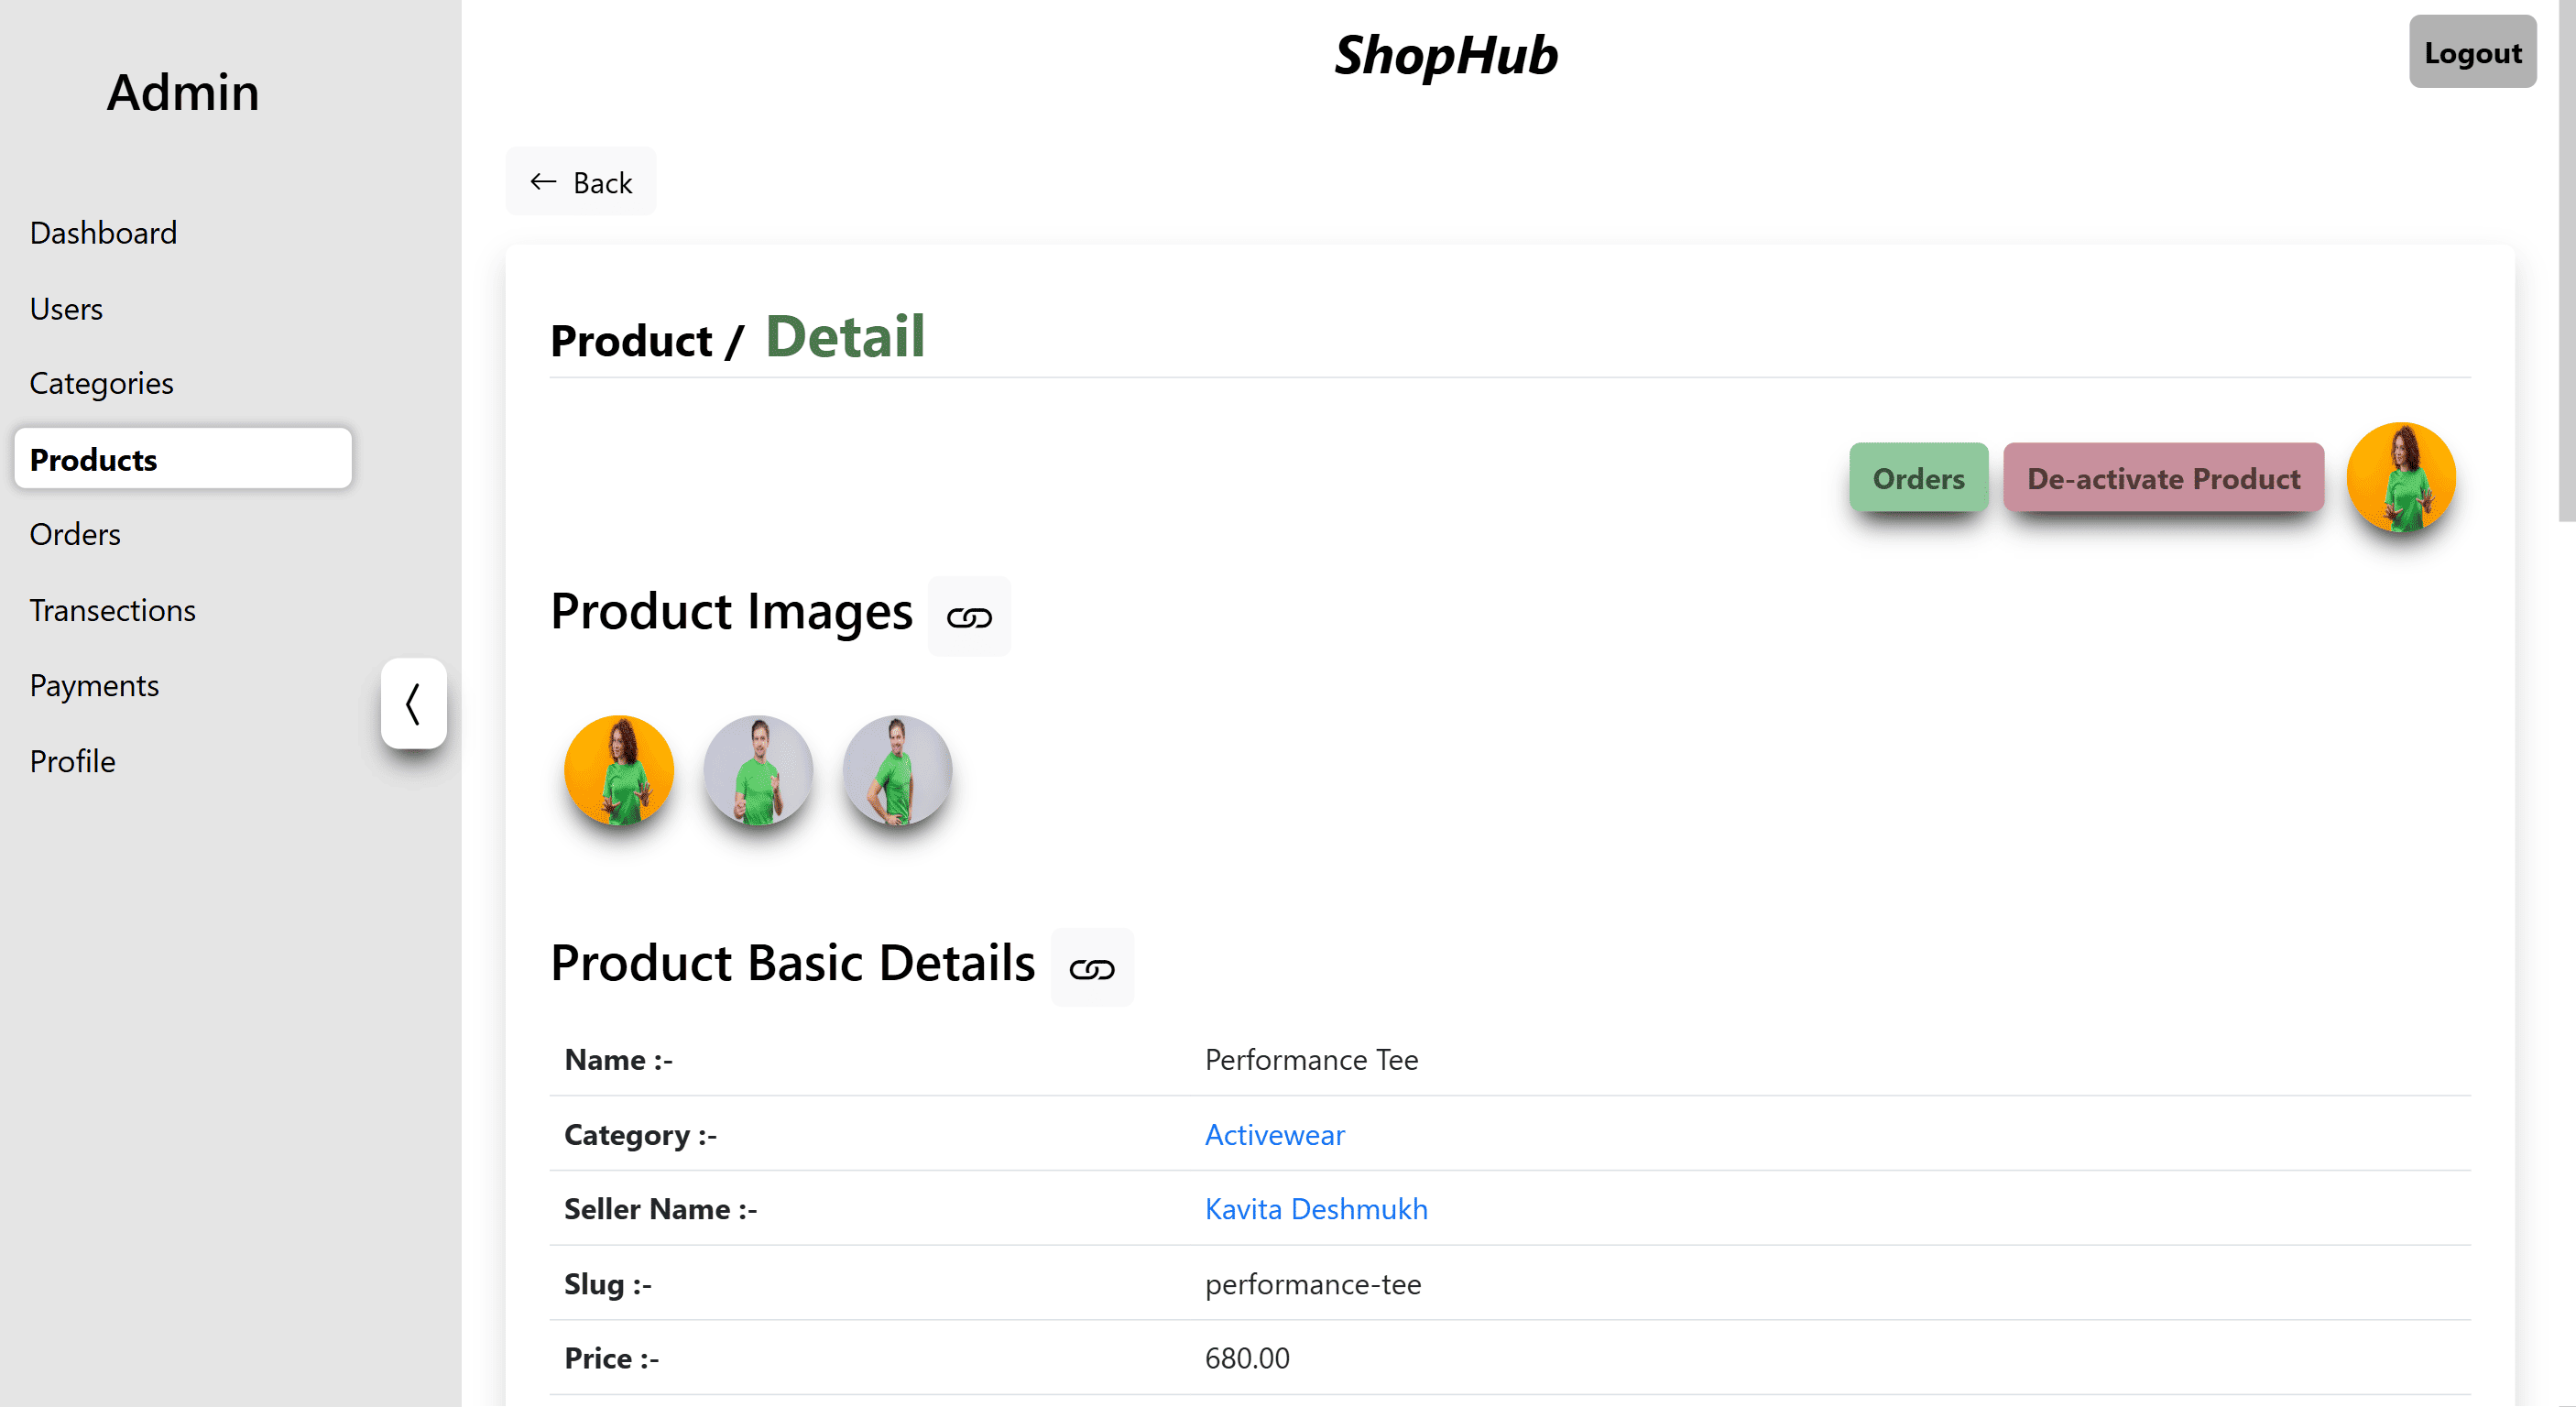 Admin
Dashboard
Users
Categories
Products
Orders
Transections
Payments
Profile
ShopHub
Logout
Back
Product / Detail
Orders
De-activate Product
Product Images
Product Basic Details
Name :- Performance Tee
Category :- Activewear
Seller Name :- Kavita Deshmukh
Slug :- performance-tee
Price :- 680.00